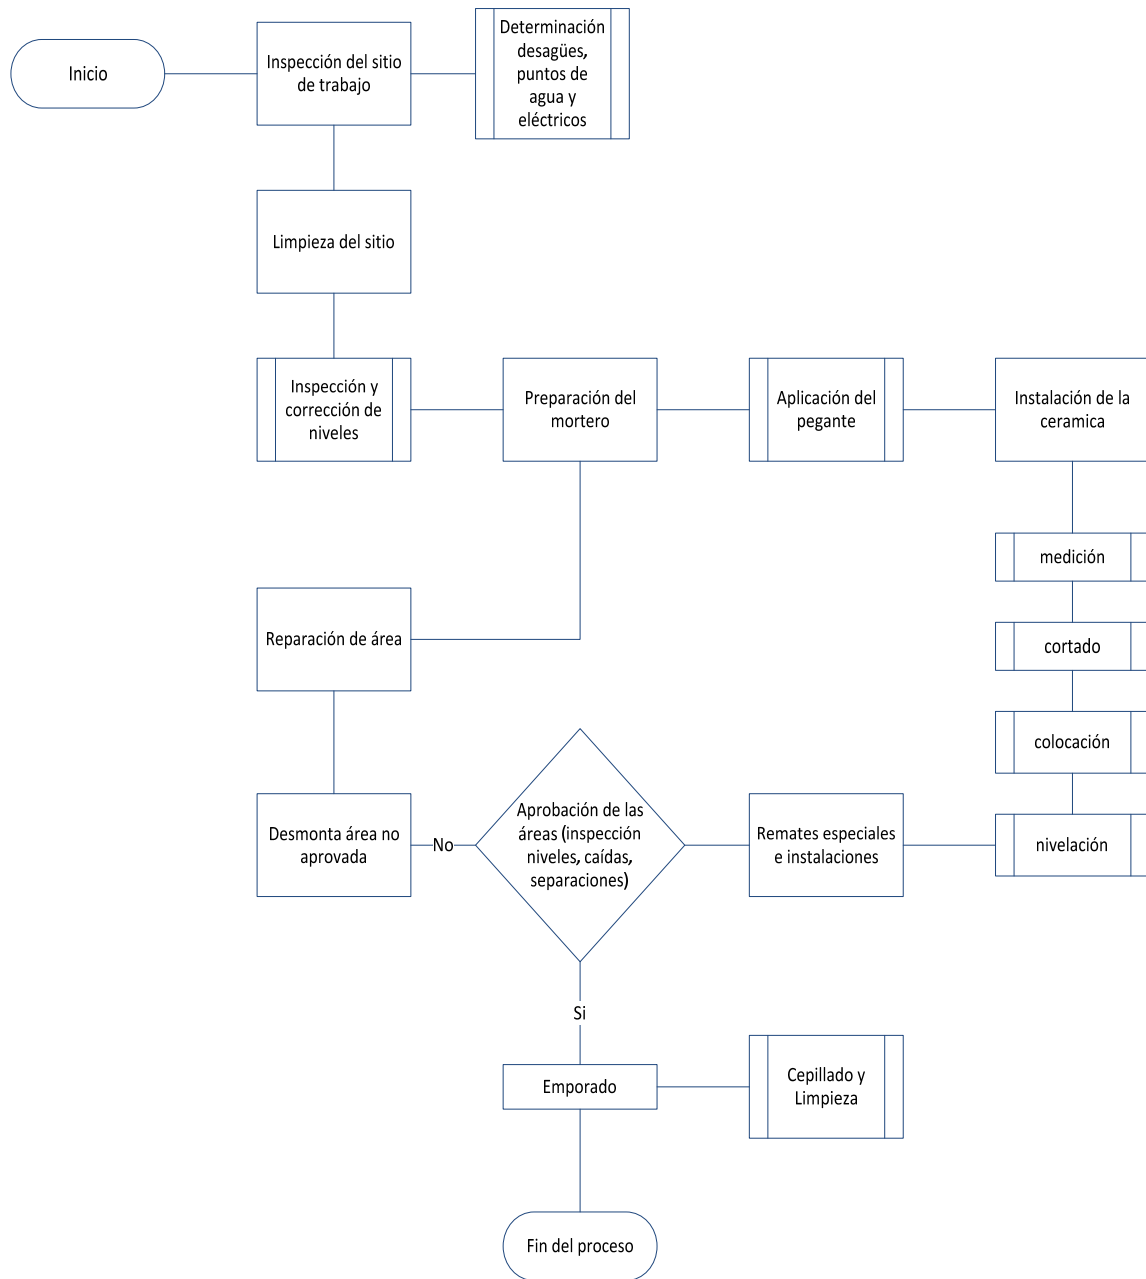 Inicio
Inspección del sitio
de trabajo
Determinación
desagües,
puntos de
agua y
eléctricos
Limpieza del sitio
Inspección y
corrección de
niveles
Preparación del
mortero
Aplicación del
pegante
Instalación de la
ceramica
medición
cortado
colocación
nivelación
Reparación de área
Desmonta área no
aprovada
No
Aprobación de las
áreas (inspección
niveles, caídas,
separaciones)
Remates especiales
e instalaciones
Si
Emporado
Cepillado y
Limpieza
Fin del proceso